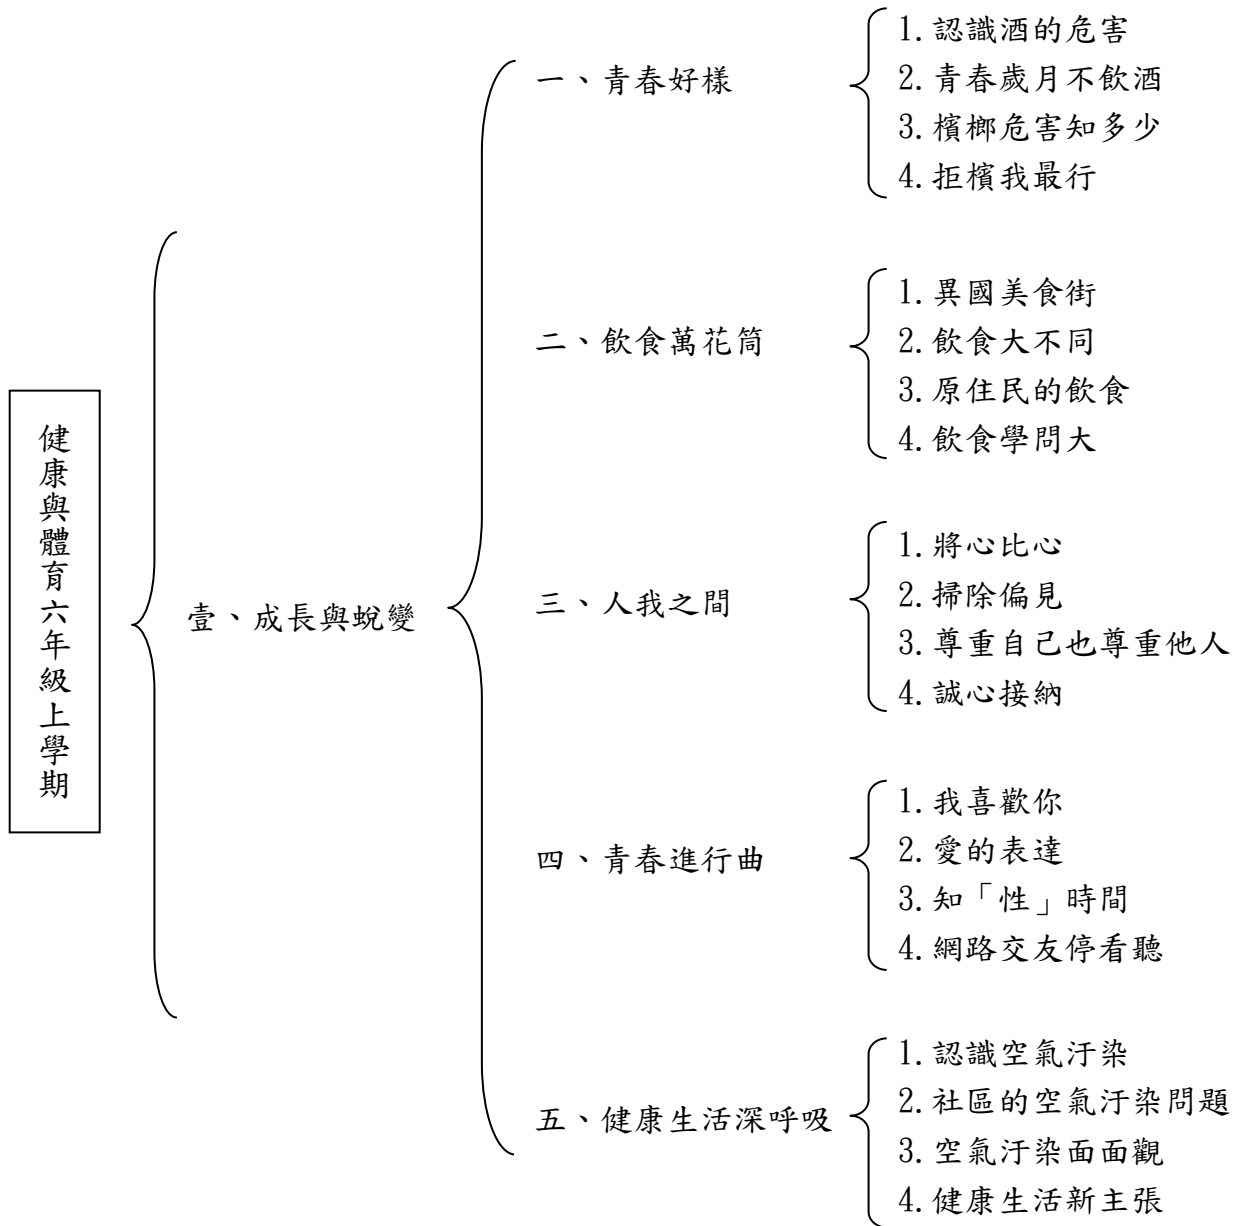 健康與體育六年級上學期
壹、成長與蛻變
一、青春好樣
1.認識酒的危害
2.青春歲月不飲酒
3.檳榔危害知多少
4.拒檳我最行
二、飲食萬花筒
1.異國美食街
2.飲食大不同
3.原住民的飲食
4.飲食學問大
三、人我之間
1.將心比心
2.掃除偏見
3.尊重自己也尊重他人
4.誠心接納
四、青春進行曲
1.我喜歡你
2.愛的表達
3.知「性」時間
4.網路交友停看聽
五、健康生活深呼吸
1.認識空氣汙染
2.社區的空氣汙染問題
3.空氣汙染面面觀
4.健康生活新主張